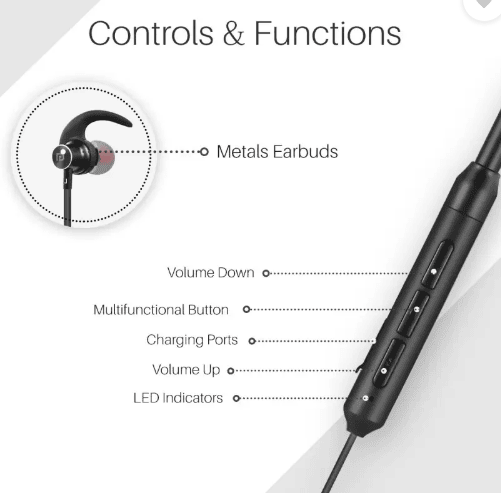 Controls & Functions
Metals Earbuds
Volume Down
Multifunctional Button
Charging Ports
Volume Up
LED Indicators